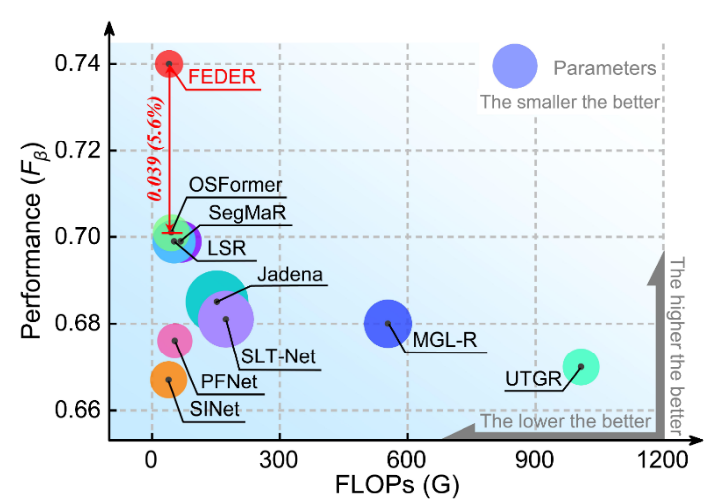 0.74
0.72
0.70
0.68
0.66
Performance (Fβ)
0
300
600
900
1200
FLOPs (G)
Parameters
The smaller the better
FEDER
0.039 (5.6%)
OSFormer
SegMaR
LSR
Jadena
SLT-Net
MGL-R
UTGR
PFNet
SINet
The lower the better
The higher the better